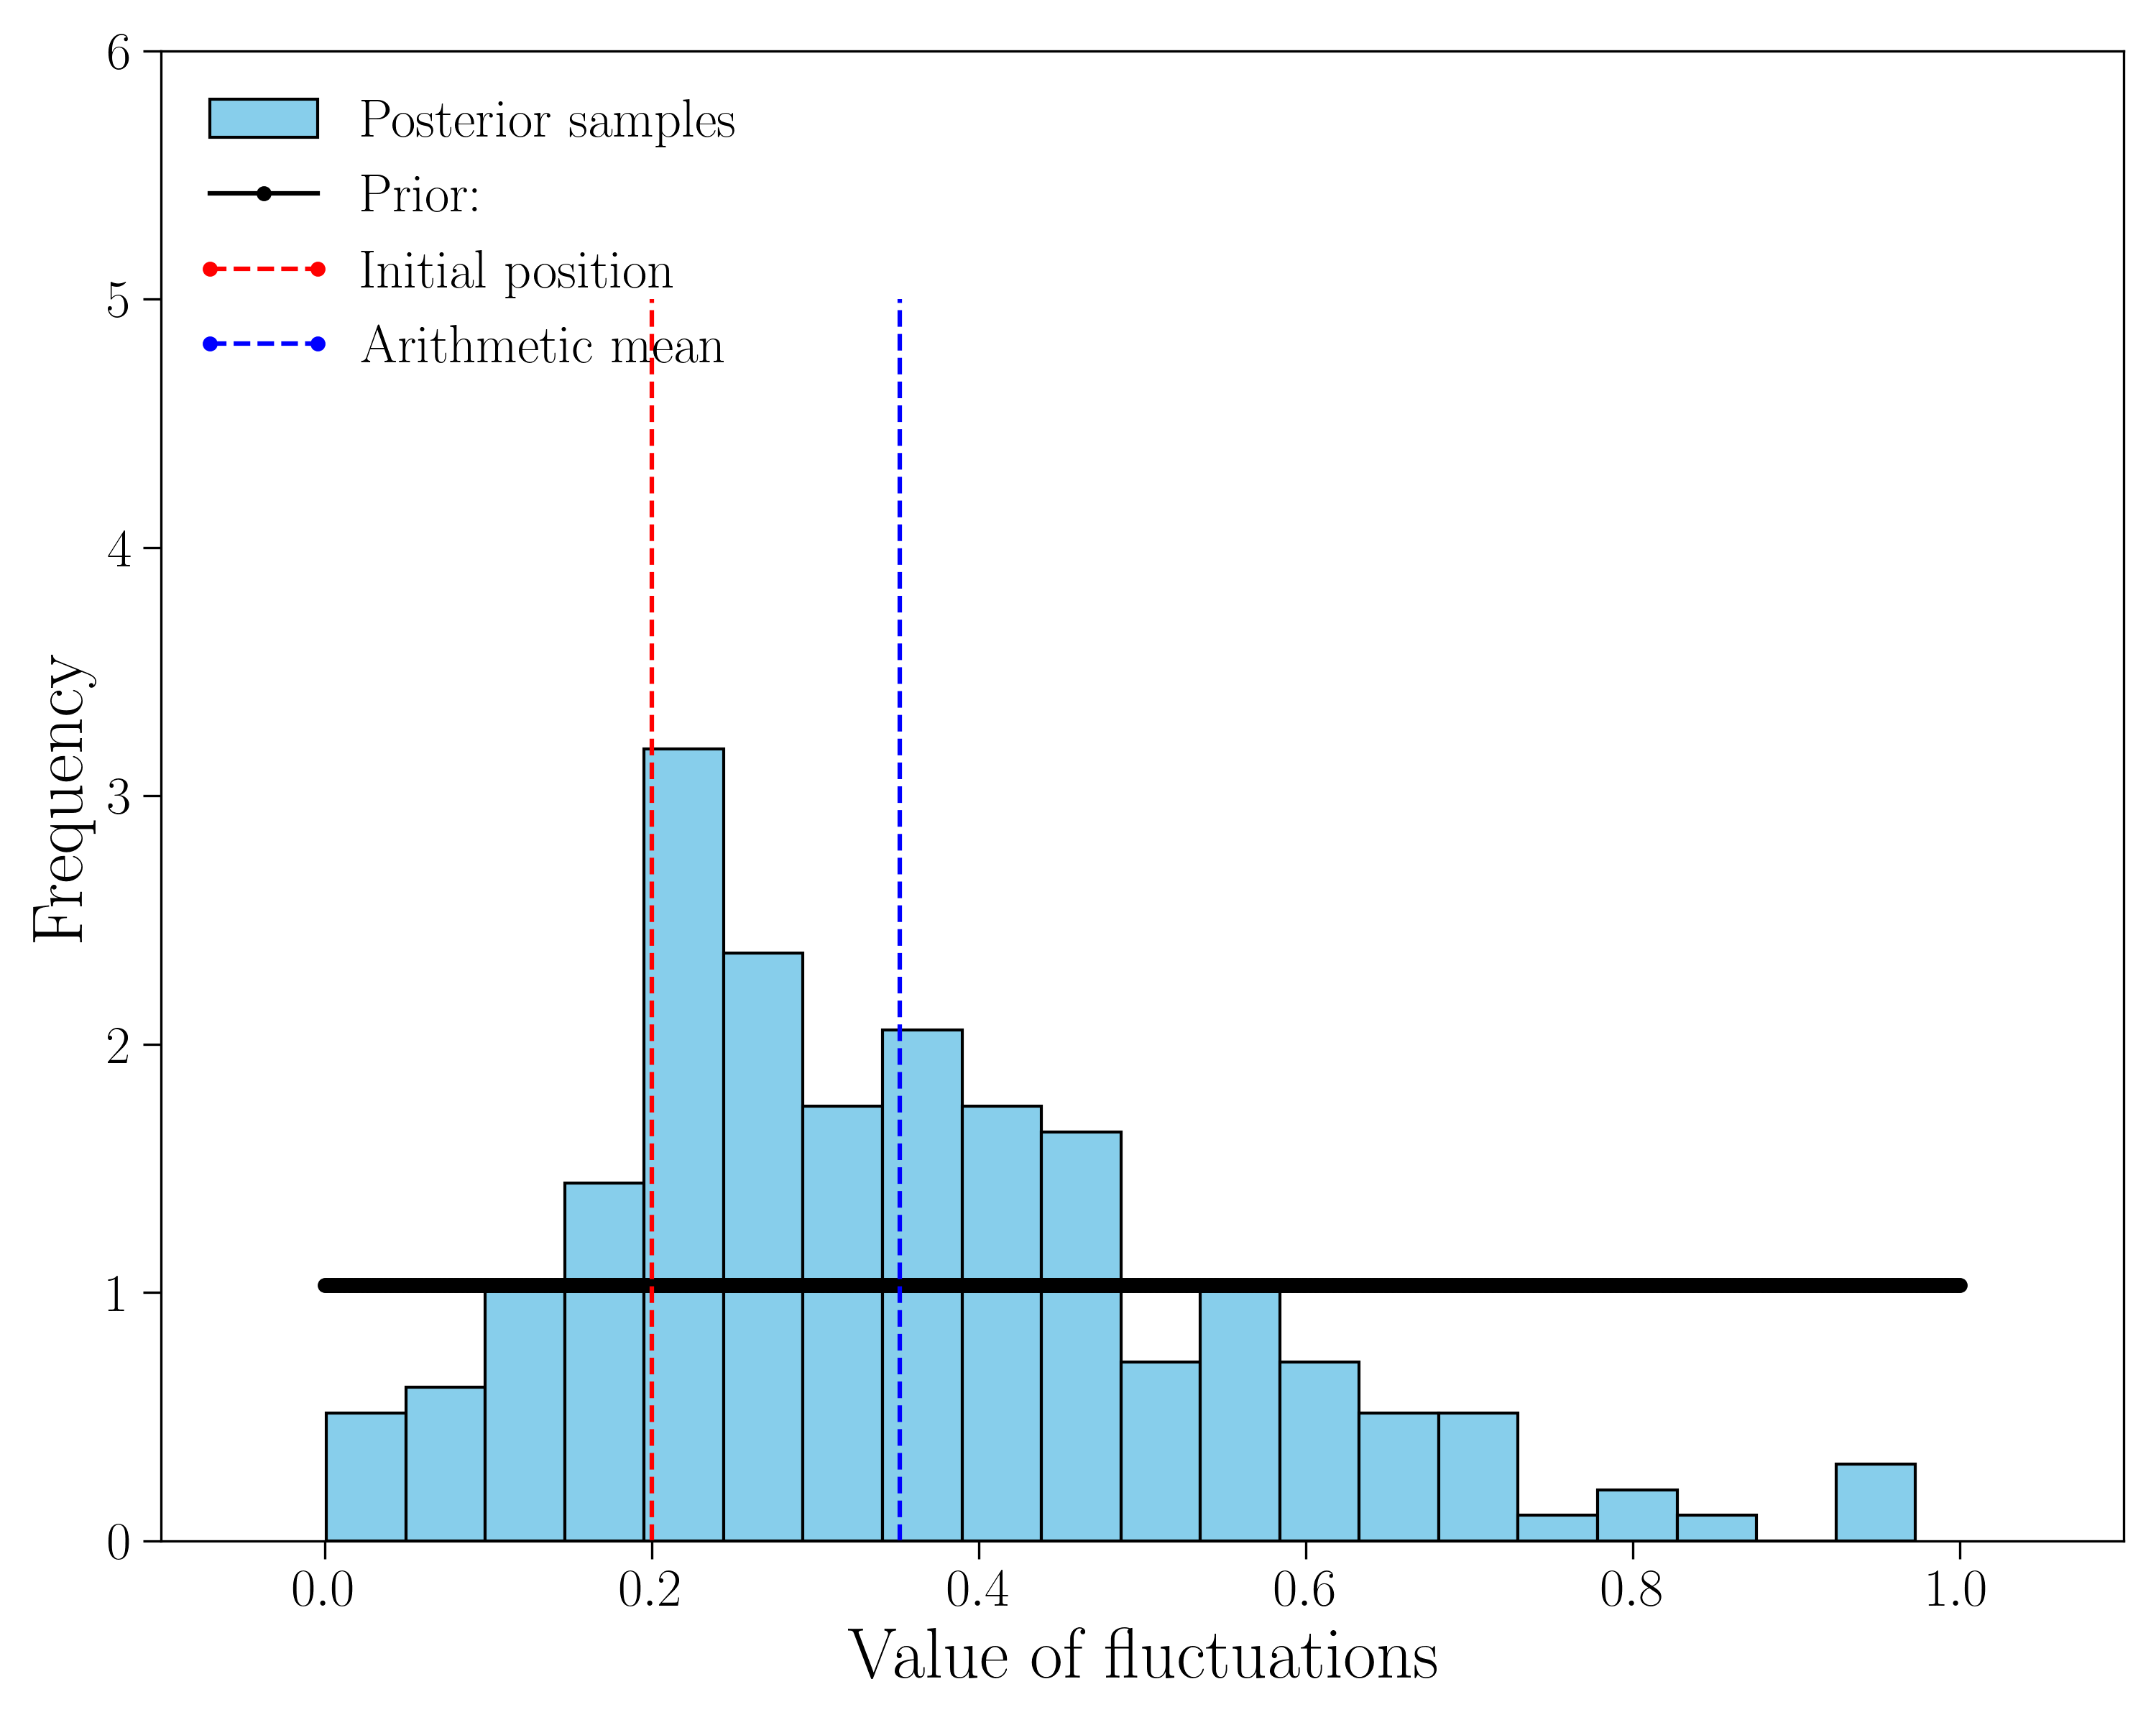 6
5
4
3
2
1
0
Frequency
Posterior samples
Prior:
Initial position
Arithmetic mean
0.0 0.2 0.4 0.6 0.8 1.0
Value of fluctuations